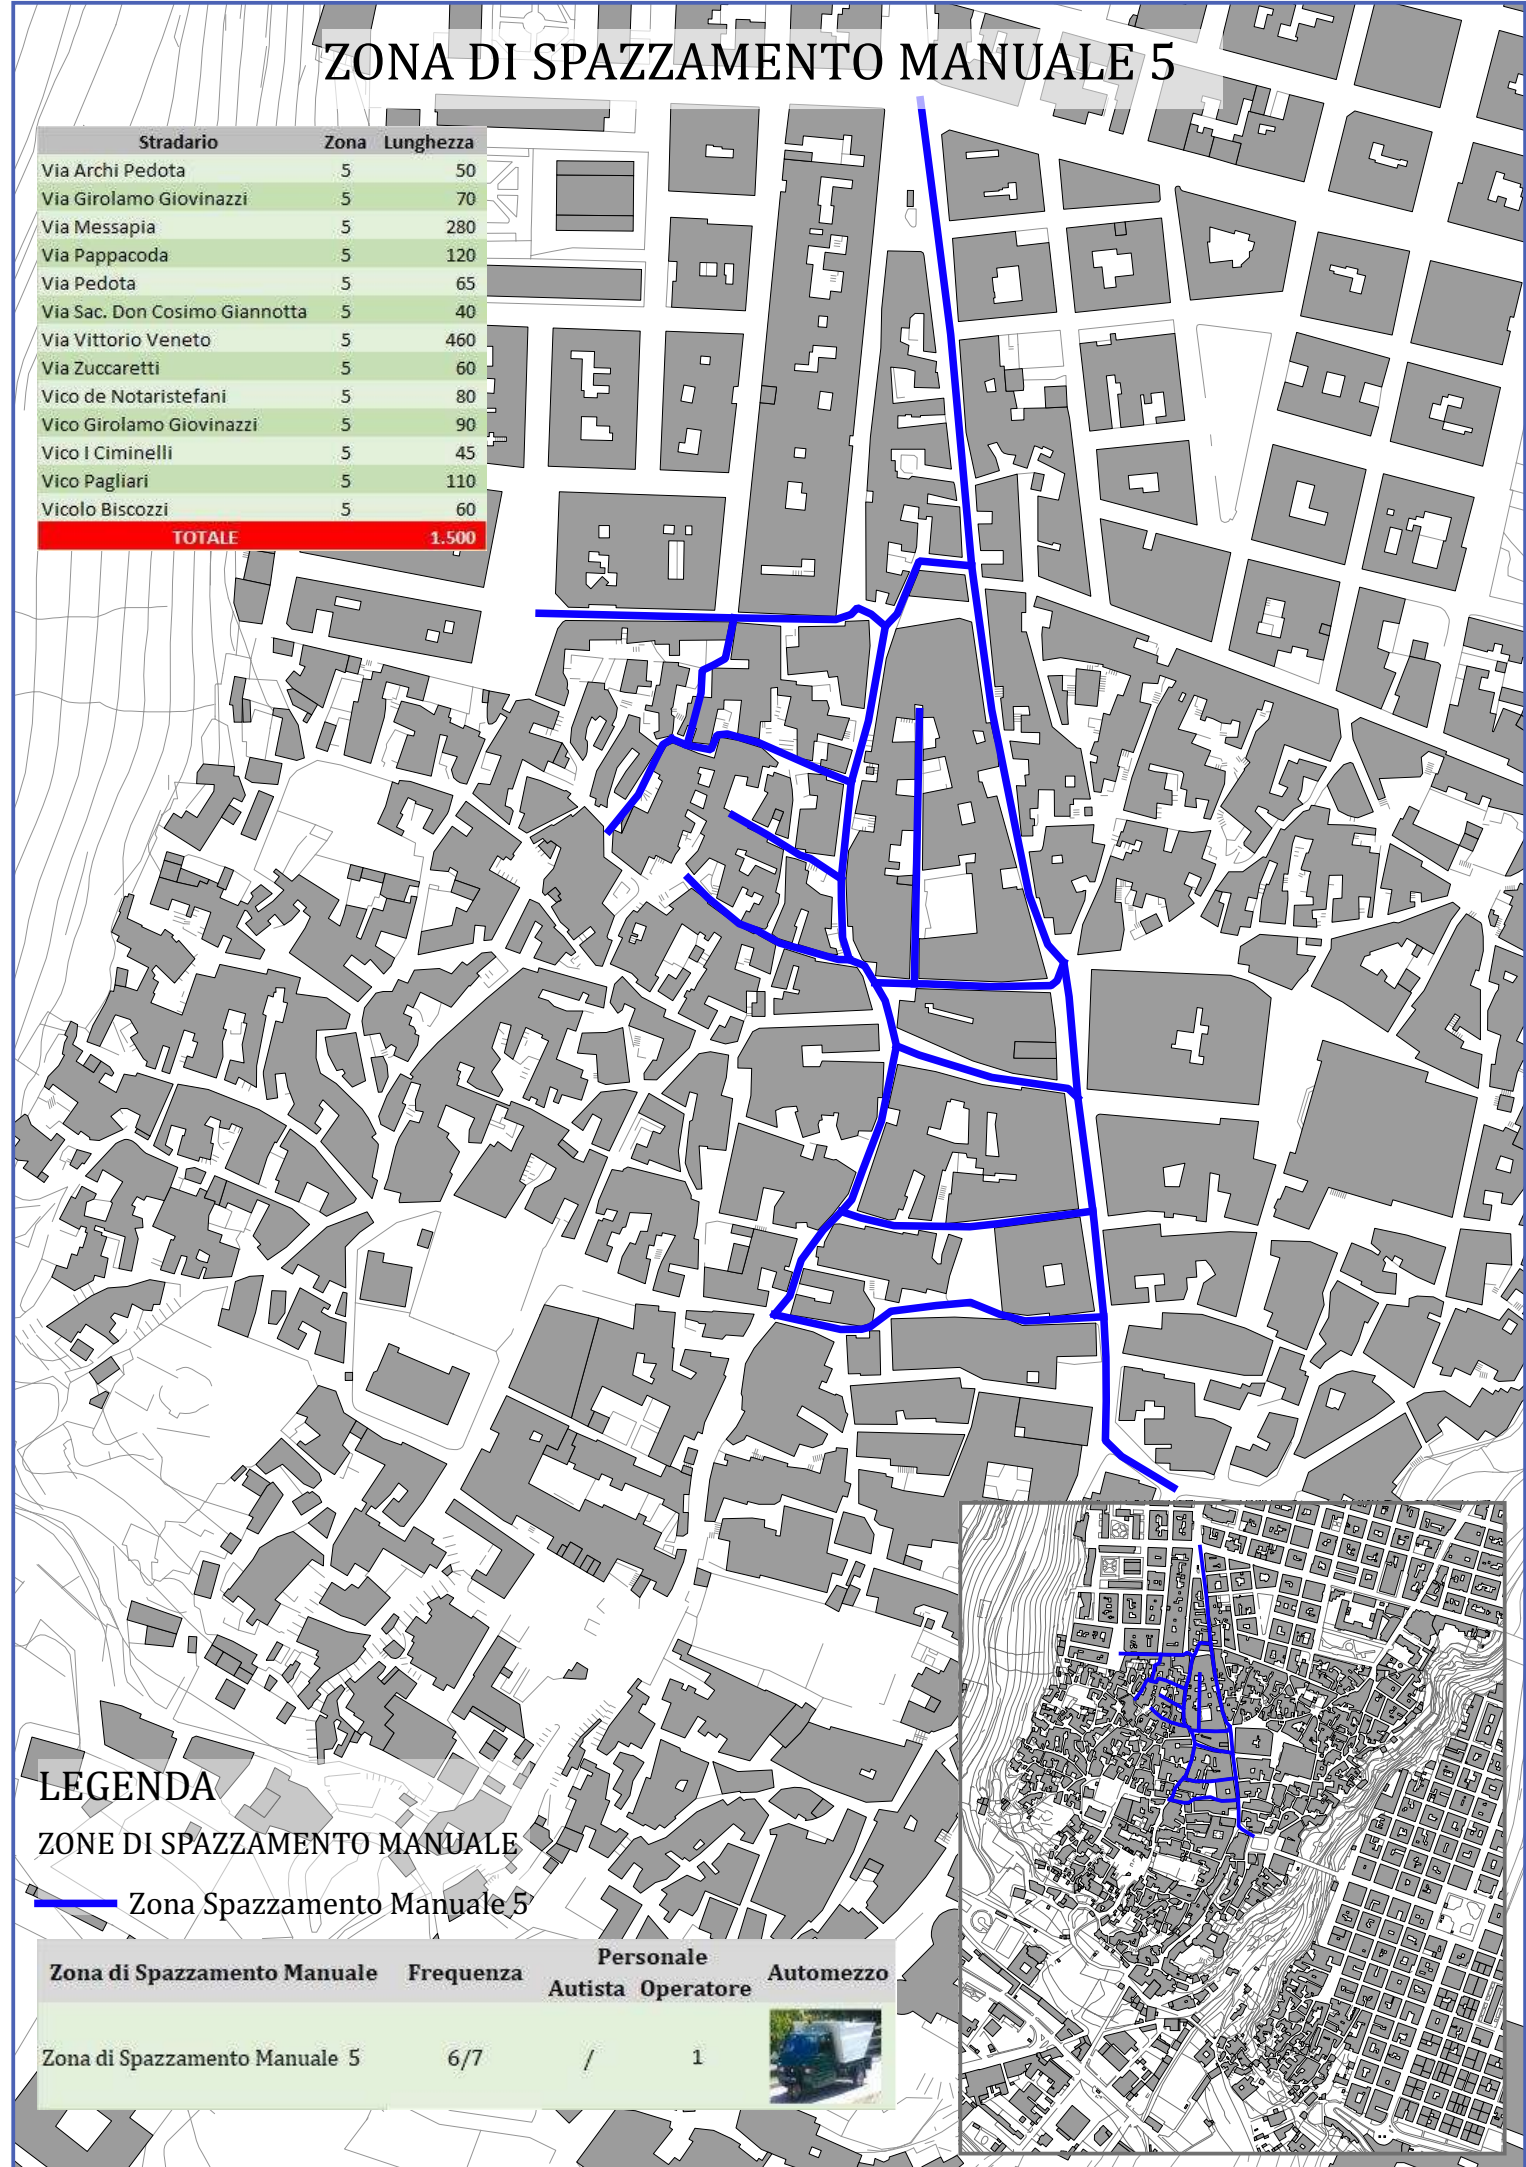 ZONA DI SPAZZAMENTO MANUALE 5
Stradario Zona Lunghezza
Via Archi Pedota 5 50
Via Girolamo Giovinazzi 5 70
Via Messapia 5 280
Via Pappacoda 5 120
Via Pedota 5 65
Via Sac. Don Cosimo Giannotta 5 40
Via Vittorio Veneto 5 460
Via Zuccaretti 5 60
Vico de Notaristefani 5 80
Vico Girolamo Giovinazzi 5 90
Vico I Ciminelli 5 45
Vico Pagliari 5 110
Vicolo Biscozzi 5 60
TOTALE 1.500
LEGENDA
ZONE DI SPAZZAMENTO MANUALE
Zona Spazzamento Manuale 5
Zona di Spazzamento Manuale Frequenza Personale Automezzo
Autista Operatore
Zona di Spazzamento Manuale 5 6/7 / 1